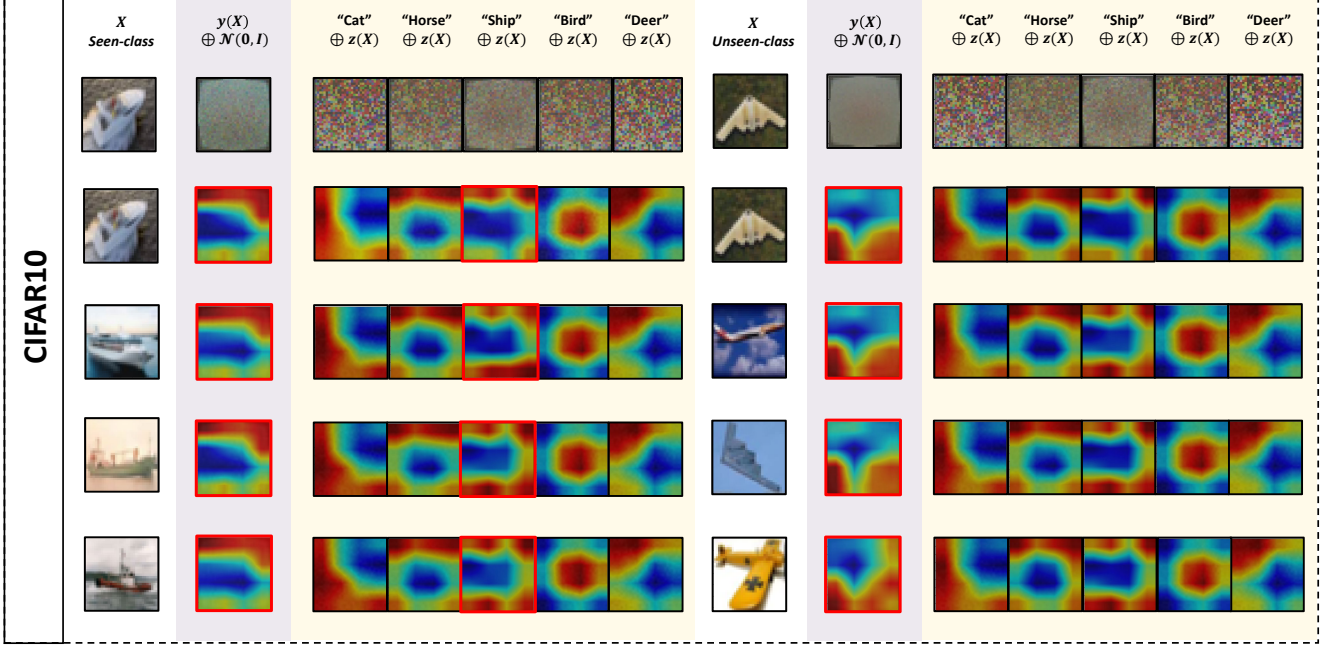 X
Seen-class
y(X)
⊕ 𝒩(0, I)
“Cat”
⊕ z(X)
“Horse”
⊕ z(X)
“Ship”
⊕ z(X)
“Bird”
⊕ z(X)
“Deer”
⊕ z(X)
X
Unseen-class
y(X)
⊕ 𝒩(0, I)
“Cat”
⊕ z(X)
“Horse”
⊕ z(X)
“Ship”
⊕ z(X)
“Bird”
⊕ z(X)
“Deer”
⊕ z(X)
CIFAR10